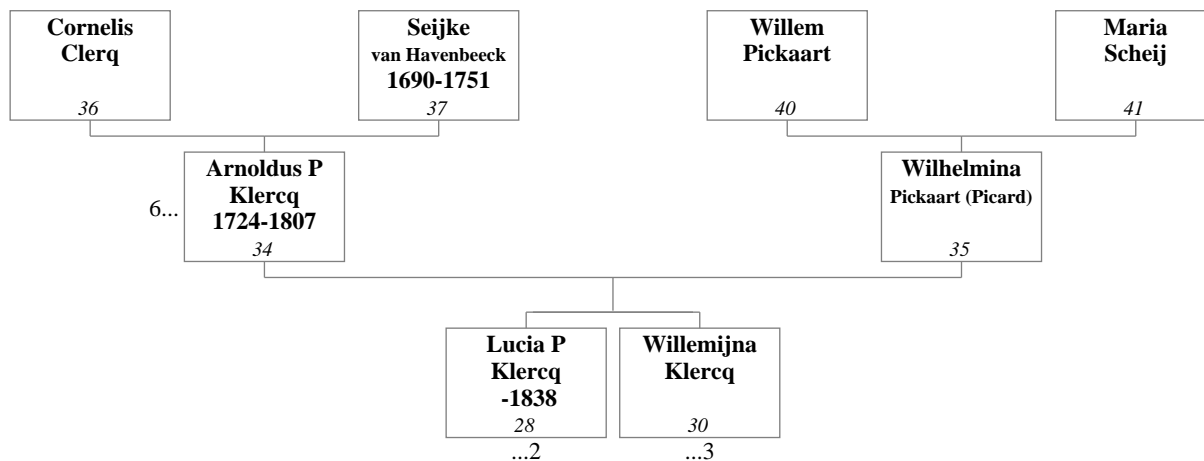 Cornelis
Clerq
36
Seijke
van Havenbeeck
1690-1751
37
Willem
Pickaart
40
Maria
Scheij
41
6...
Arnoldus P
Klercq
1724-1807
34
Wilhelmina
Pickaart (Picard)
35
Lucia P
Klercq
-1838
28
...2
Willemijna
Klercq
30
...3